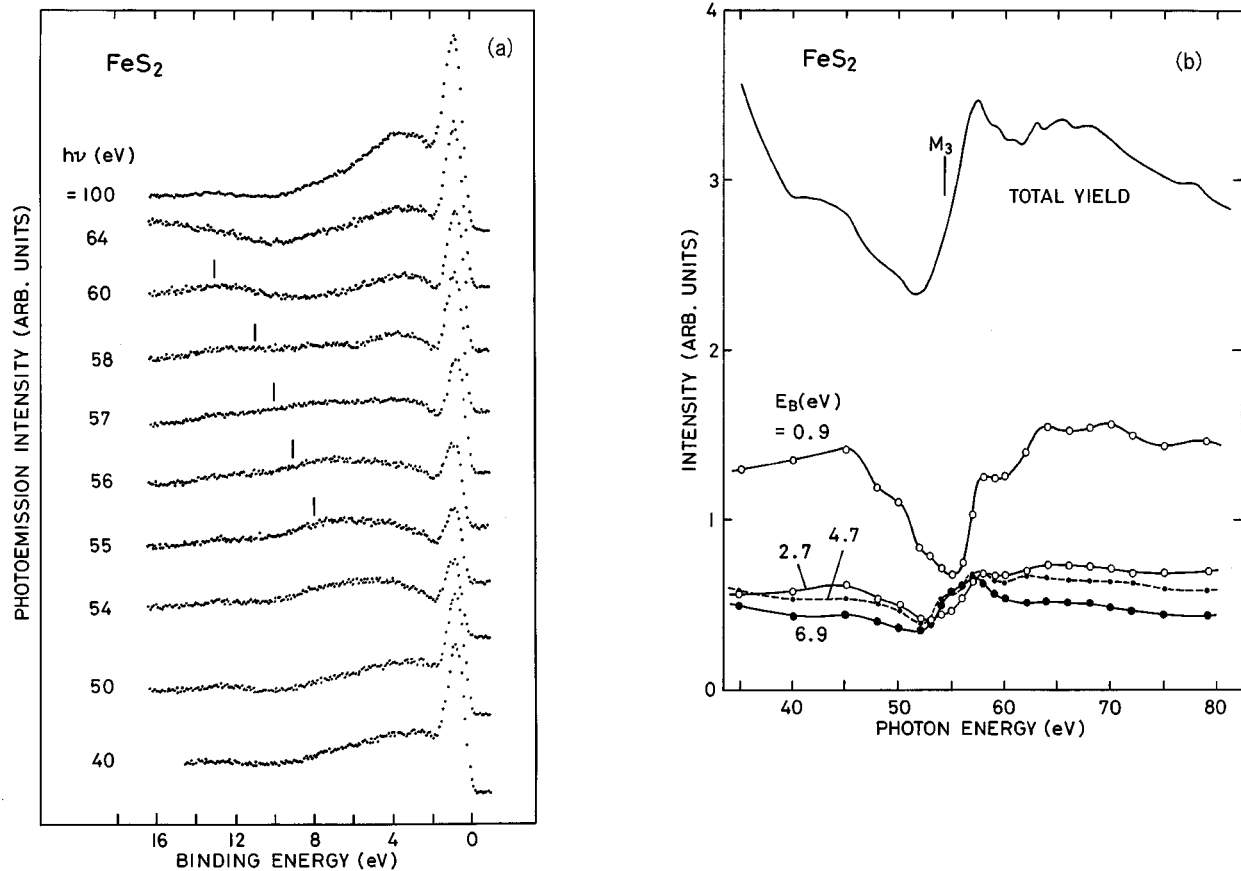 (a)
FeS2
hν (eV)
= 100
64
60
58
57
56
55
54
50
40
PHOTOEMISSION INTENSITY (ARB. UNITS)
16 12 8 4 0
BINDING ENERGY (eV)
(b)
FeS2
4
3
2
1
0
M3
TOTAL YIELD
EB(eV)
= 0.9
2.7
4.7
6.9
INTENSITY (ARB. UNITS)
40 50 60 70 80
PHOTON ENERGY (eV)